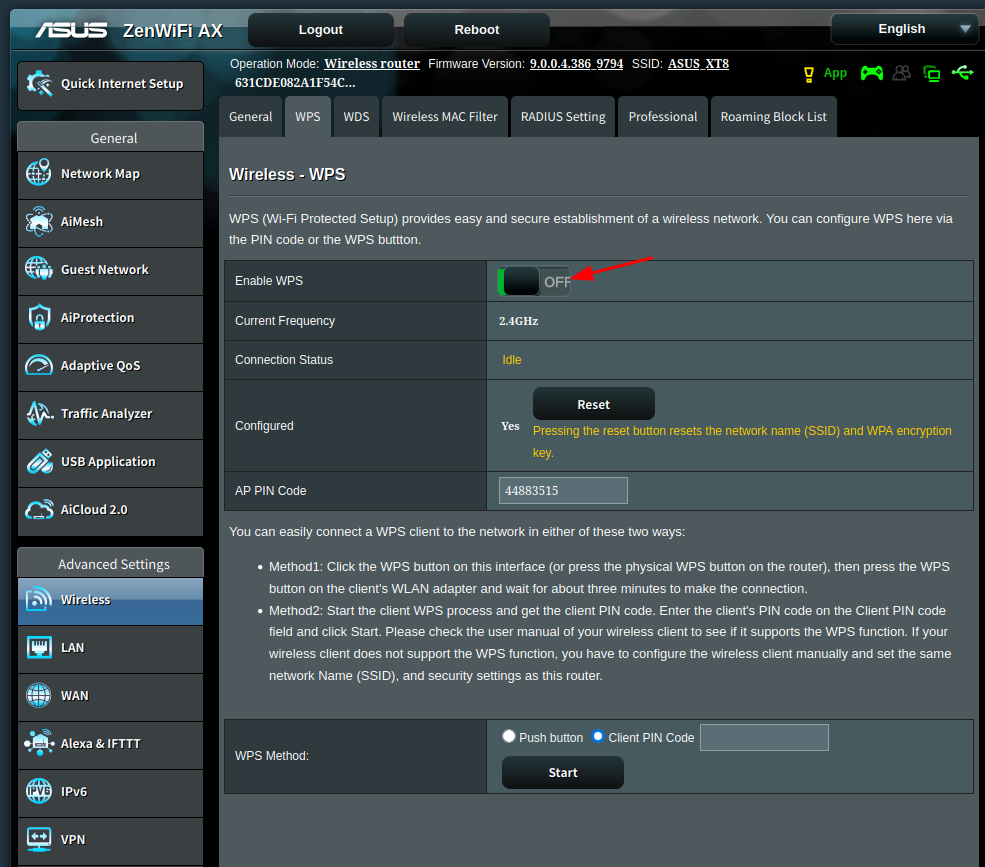 ASUS ZenWiFi AX Logout Reboot English
Operation Mode: Wireless router Firmware Version: 9.0.0.4.386_9794 SSID: ASUS_XT8
631CDE082A1F54C...
App
Quick Internet Setup
General
Network Map
AiMesh
Guest Network
AiProtection
Adaptive QoS
Traffic Analyzer
USB Application
AiCloud 2.0
Advanced Settings
Wireless
LAN
WAN
Alexa & IFTTT
IPV6 IPv6
VPN
General WPS WDS Wireless MAC Filter RADIUS Setting Professional Roaming Block List
Wireless - WPS
WPS (Wi-Fi Protected Setup) provides easy and secure establishment of a wireless network. You can configure WPS here via
the PIN code or the WPS buttton.
Enable WPS OFF
Current Frequency 2.4GHz
Connection Status Idle
Configured Yes Reset
Pressing the reset button resets the network name (SSID) and WPA encryption
key.
AP PIN Code 44883515
You can easily connect a WPS client to the network in either of these two ways:
• Method1: Click the WPS button on this interface (or press the physical WPS button on the router), then press the WPS
button on the client's WLAN adapter and wait for about three minutes to make the connection.
• Method2: Start the client WPS process and get the client PIN code. Enter the client's PIN code on the Client PIN code
field and click Start. Please check the user manual of your wireless client to see if it supports the WPS function. If your
wireless client does not support the WPS function, you have to configure the wireless client manually and set the same
network Name (SSID), and security settings as this router.
WPS Method: Push button Client PIN Code
Start